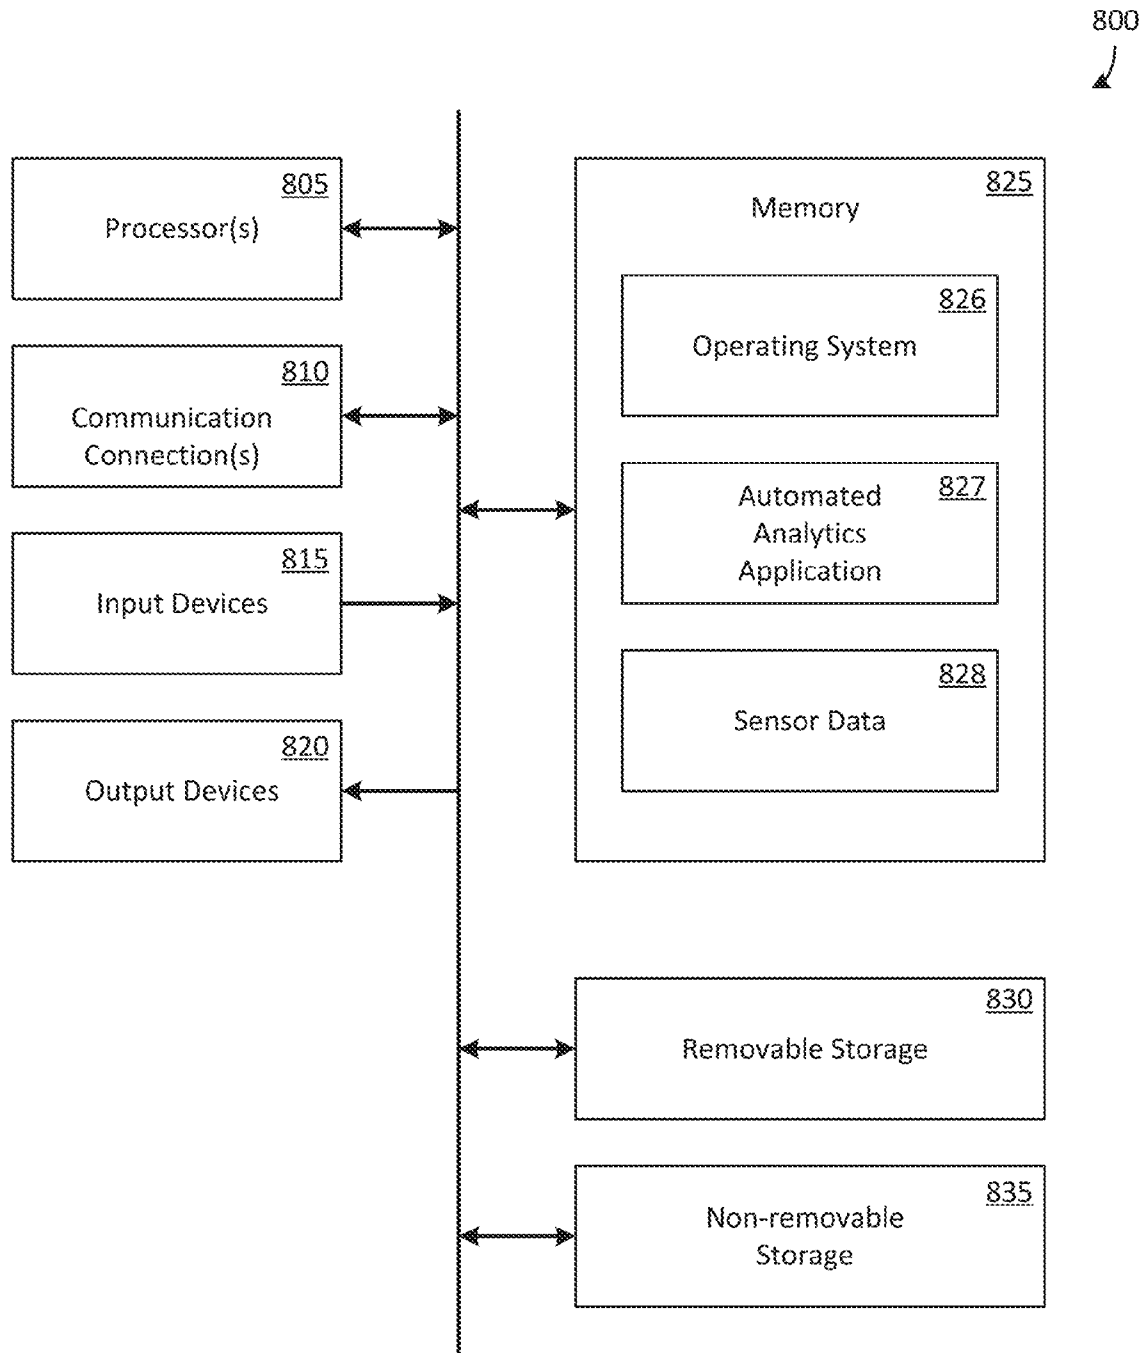 800
805
Processor(s)
810
Communication
Connection(s)
815
Input Devices
820
Output Devices
825
Memory
826
Operating System
827
Automated
Analytics
Application
828
Sensor Data
830
Removable Storage
835
Non-removable
Storage